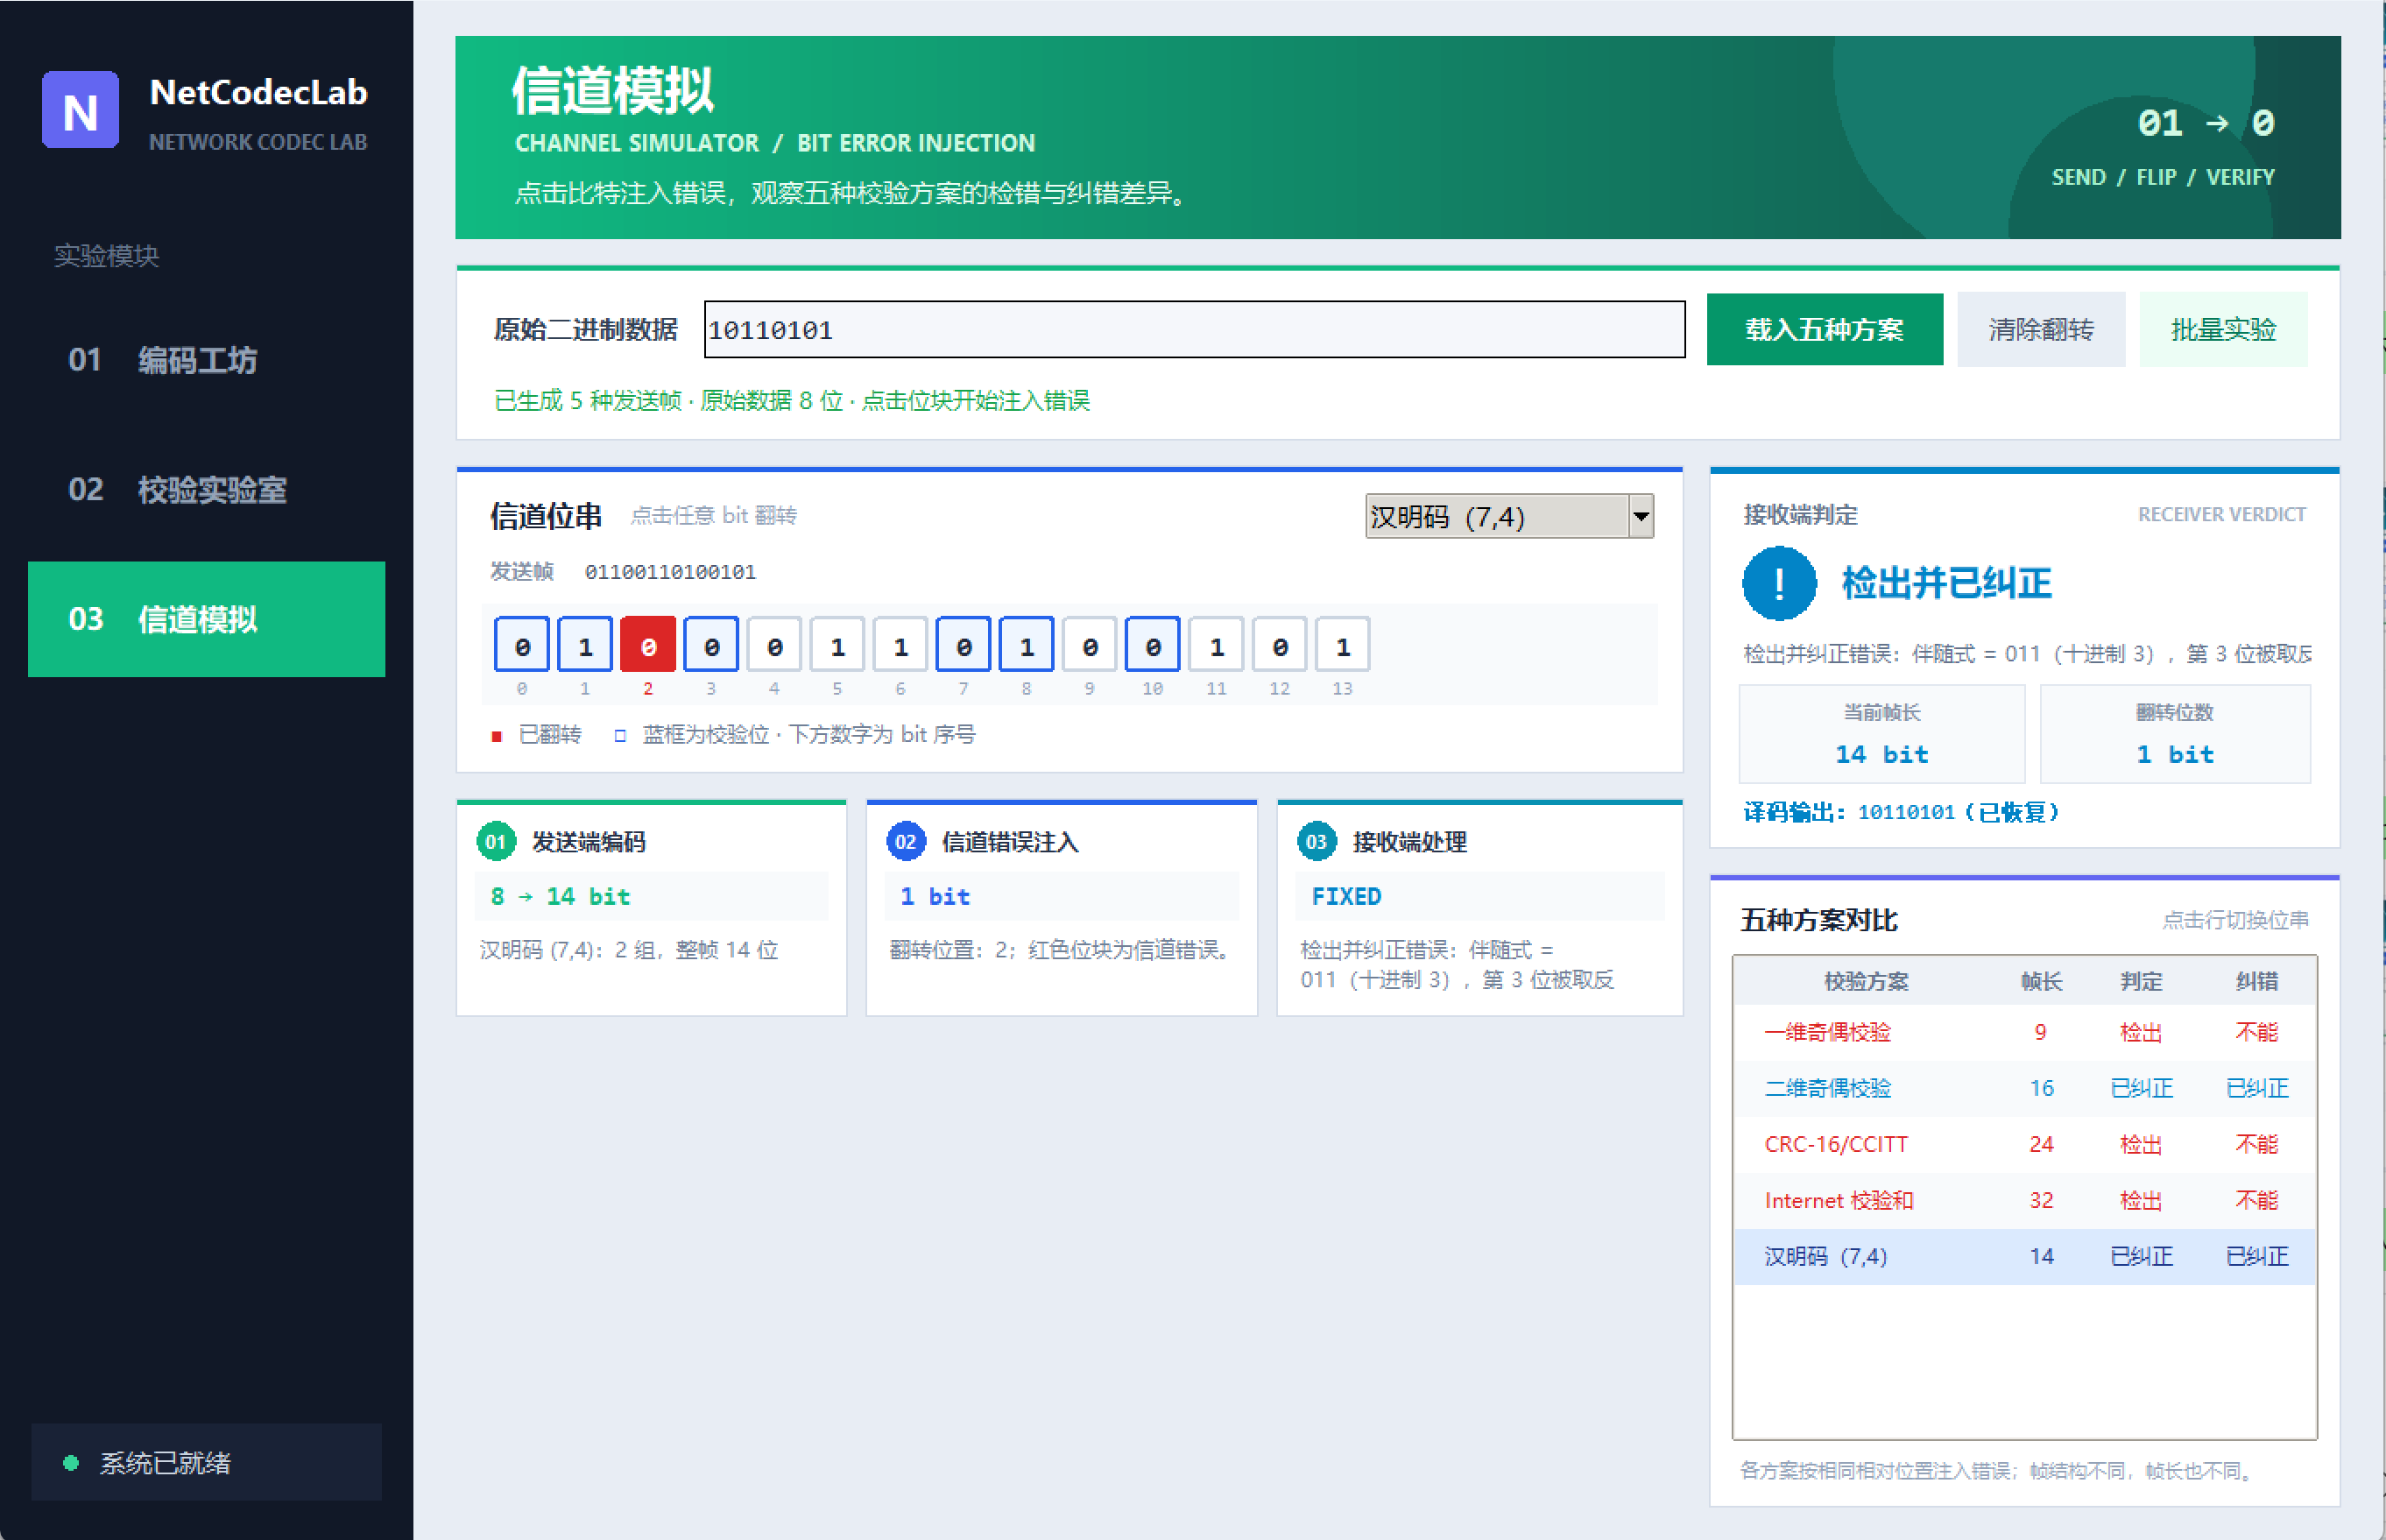 N
NetCodecLab
NETWORK CODEC LAB
实验模块
01 编码工坊
02 校验实验室
03 信道模拟
系统已就绪
信道模拟
CHANNEL SIMULATOR / BIT ERROR INJECTION
点击比特注入错误，观察五种校验方案的检错与纠错差异。
01 → 0
SEND / FLIP / VERIFY
原始二进制数据 10110101 载入五种方案 清除翻转 批量实验
已生成 5 种发送帧 · 原始数据 8 位 · 点击位块开始注入错误
信道位串 点击任意 bit 翻转 汉明码 (7,4)
发送帧 01100110100101
0 1 0 0 0 1 1 0 1 0 0 1 0 1
0 1 2 3 4 5 6 7 8 9 10 11 12 13
已翻转 蓝框为校验位 · 下方数字为 bit 序号
01 发送端编码
8 → 14 bit
汉明码 (7,4)：2 组，整帧 14 位
02 信道错误注入
1 bit
翻转位置：2；红色位块为信道错误。
03 接收端处理
FIXED
检出并纠正错误：伴随式 =
011（十进制 3），第 3 位被取反
接收端判定 RECEIVER VERDICT
! 检出并已纠正
检出并纠正错误：伴随式 = 011（十进制 3），第 3 位被取反
当前帧长 翻转位数
14 bit 1 bit
译码输出：10110101（已恢复）
五种方案对比 点击行切换位串
校验方案 帧长 判定 纠错
一维奇偶校验 9 检出 不能
二维奇偶校验 16 已纠正 已纠正
CRC-16/CCITT 24 检出 不能
Internet 校验和 32 检出 不能
汉明码 (7,4) 14 已纠正 已纠正
各方案按相同相对位置注入错误；帧结构不同，帧长也不同。